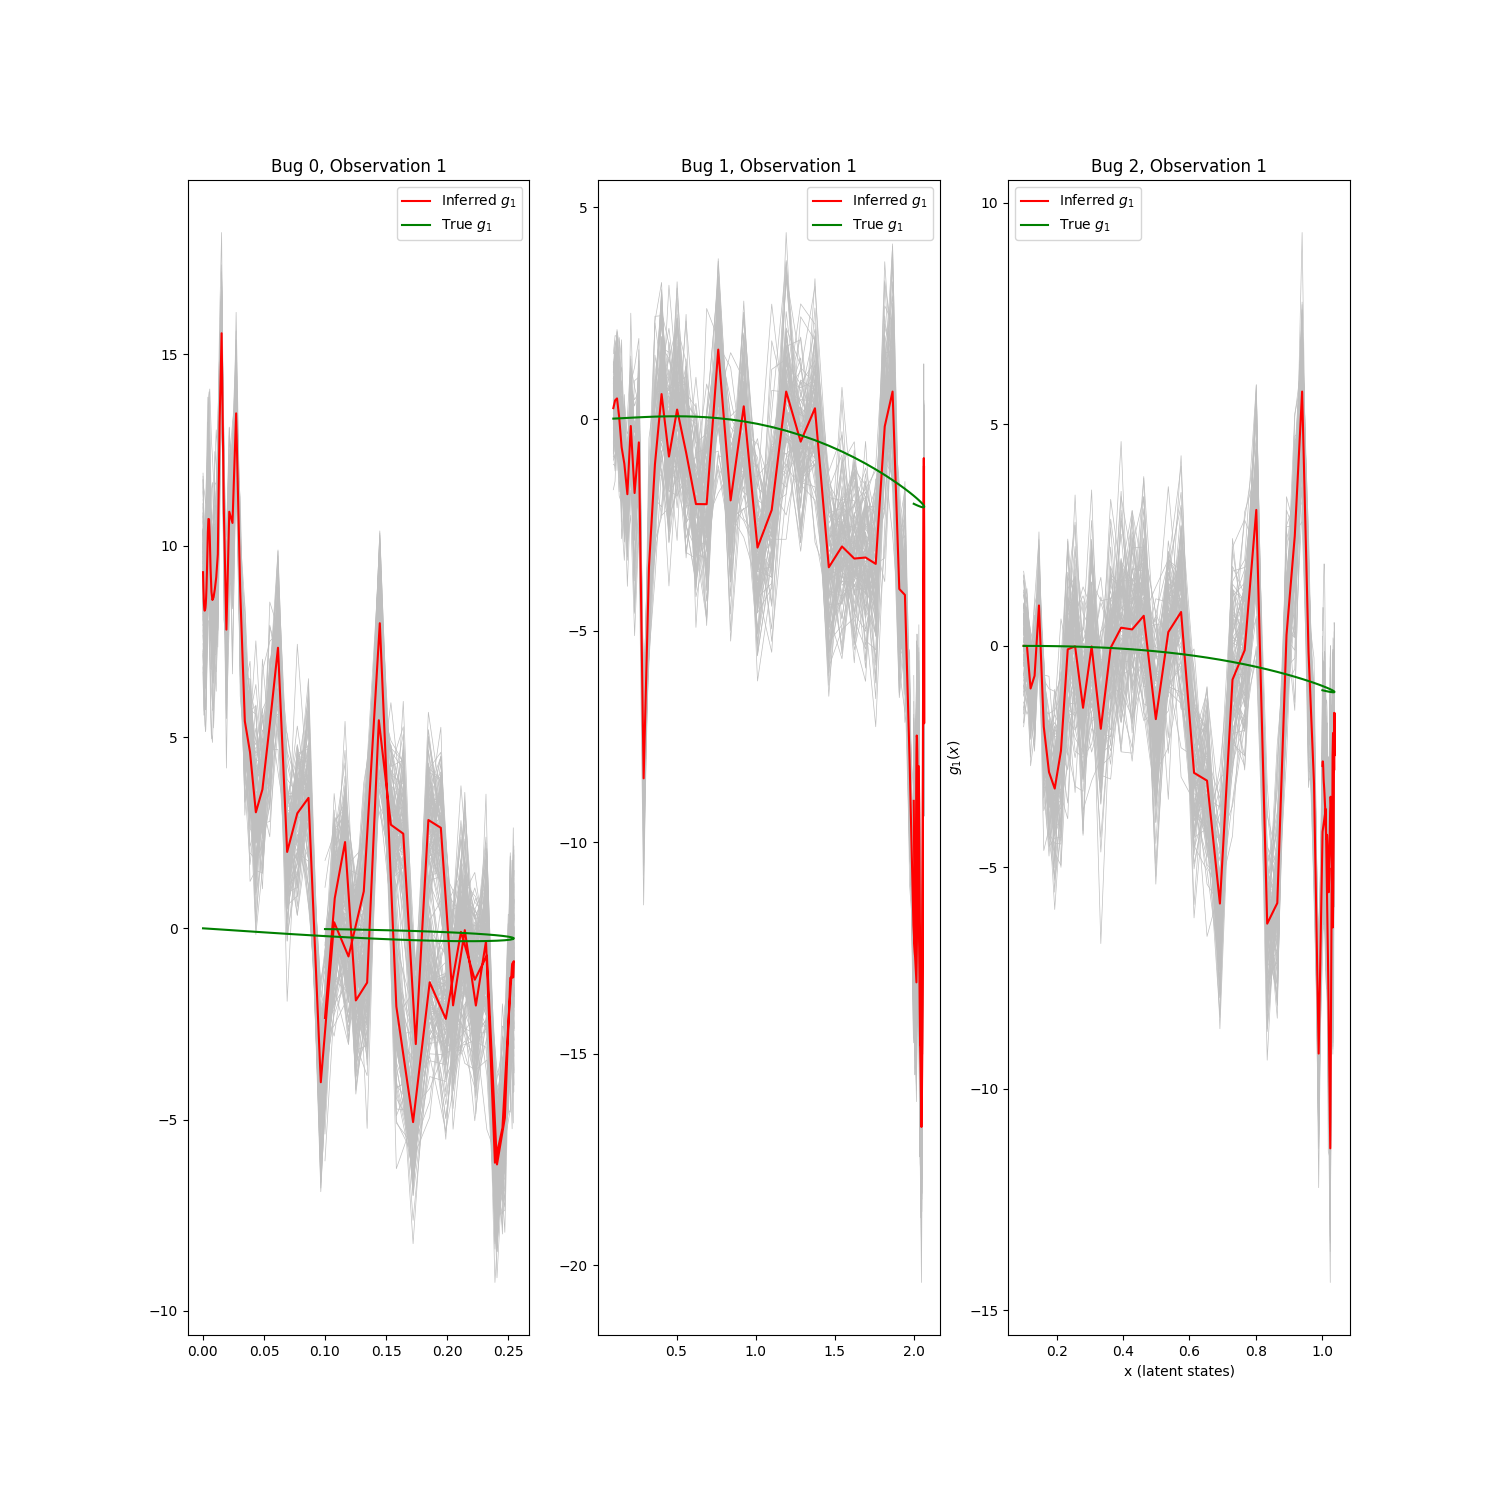 Bug 0, Observation 1
Inferred g₁
True g₁
15
10
5
0
−5
−10
0.00 0.05 0.10 0.15 0.20 0.25
Bug 1, Observation 1
Inferred g₁
True g₁
5
0
−5
−10
−15
−20
0.5 1.0 1.5 2.0
Bug 2, Observation 1
Inferred g₁
True g₁
g₁(x)
10
5
0
−5
−10
−15
0.2 0.4 0.6 0.8 1.0
x (latent states)